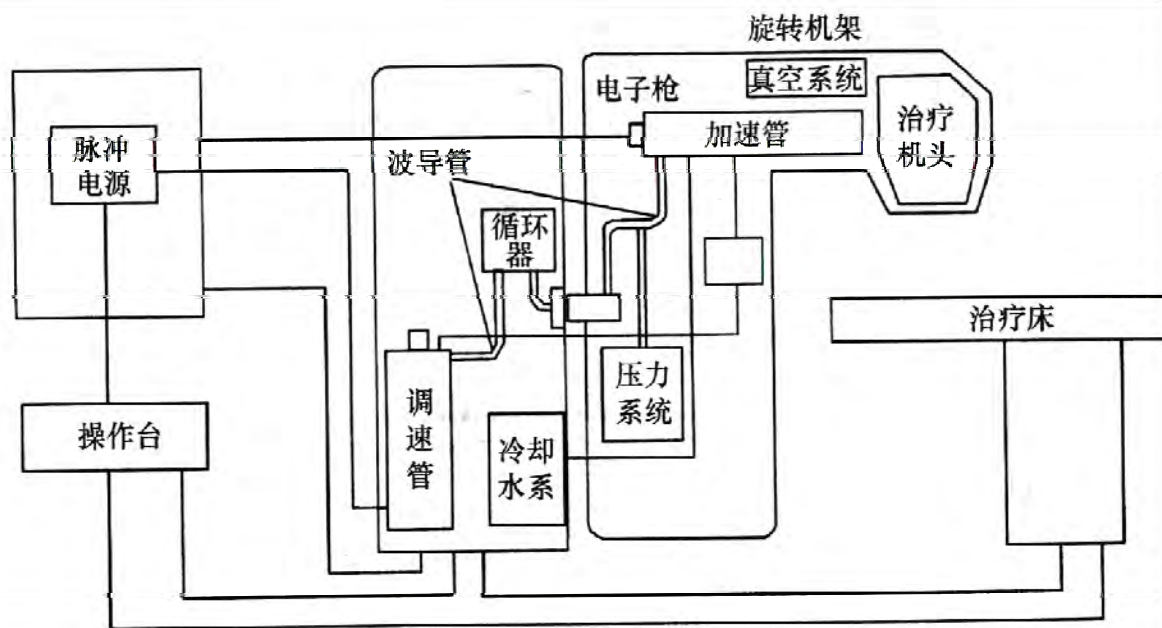 旋转机架
电子枪
真空系统
脉冲
电源
加速管
治疗
机头
波导管
循环
器
治疗床
操作台
调
速
管
压力
系统
冷却
水系